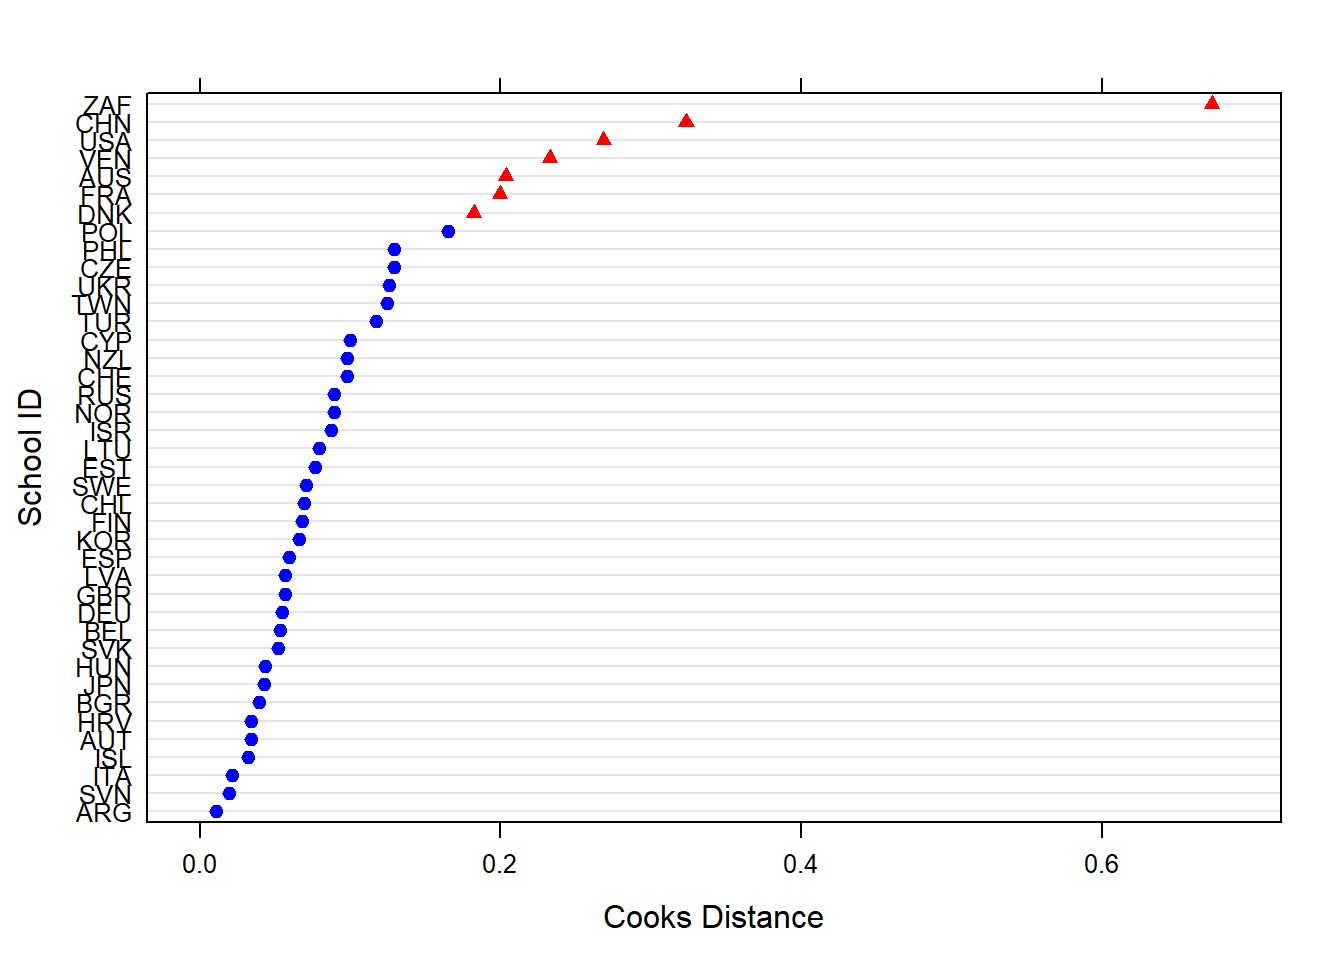 ZAF
CHN
USA
VEN
AUS
FRA
DNK
POL
PHL
CZE
UKR
TWN
TUR
CYP
NZL
CHE
RUS
NOR
ISR
LTU
EST
SWE
CHL
FIN
KOR
ESP
LVA
GBR
DEU
BEL
SVK
HUN
JPN
BGR
HRV
AUT
ISL
ITA
SVN
ARG
School ID
0.0 0.2 0.4 0.6
Cooks Distance